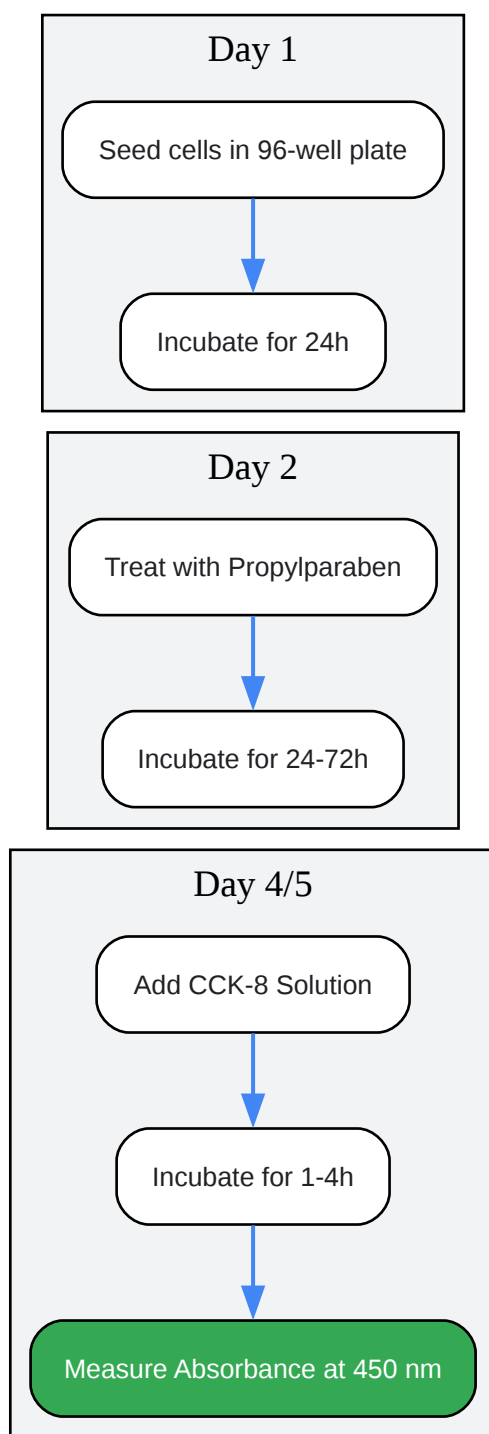 Day 1
Seed cells in 96-well plate
Incubate for 24h
Day 2
Treat with Propylparaben
Incubate for 24-72h
Day 4/5
Add CCK-8 Solution
Incubate for 1-4h
Measure Absorbance at 450 nm